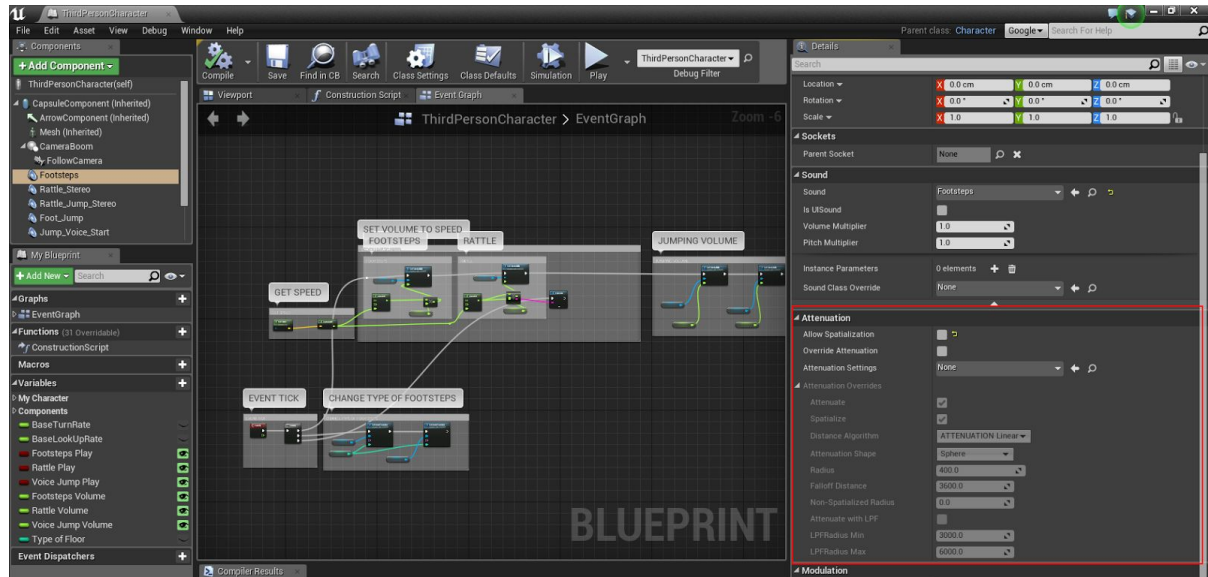 ThirdPersonCharacter
File Edit Asset View Debug Window Help
Parent class: Character Google Search For Help
Components
+Add Component
ThirdPersonCharacter(self)
CapsuleComponent (Inherited)
ArrowComponent (Inherited)
Mesh (Inherited)
CameraBoom
FollowCamera
Footsteps
Rattle_Stereo
Rattle_Jump_Stereo
Foot_Jump
Jump_Voice_Start
My Blueprint
+Add New Search
Graphs
EventGraph
Functions (31 Overridable)
ConstructionScript
Macros
Variables
My Character
Components
BaseTurnRate
BaseLookUpRate
Footsteps Play
Rattle Play
Voice Jump Play
Footsteps Volume
Rattle Volume
Voice Jump Volume
Type of Floor
Event Dispatchers
Compile Save Find in CB Search Class Settings Class Defaults Simulation Play
ThirdPersonCharacter
Debug Filter
Viewport Construction Script Event Graph
ThirdPersonCharacter > EventGraph Zoom -6
SET VOLUME TO SPEED
FOOTSTEPS RATTLE JUMPING VOLUME
GET SPEED
EVENT TICK CHANGE TYPE OF FOOTSTEPS
BLUEPRINT
Compiler Results
Details
Search
Location X 0.0 cm Y 0.0 cm Z 0.0 cm
Rotation X 0.0° Y 0.0° Z 0.0°
Scale X 1.0 Y 1.0 Z 1.0
Sockets
Parent Socket None
Sound
Sound Footsteps
Is UISound
Volume Multiplier 1.0
Pitch Multiplier 1.0
Instance Parameters 0 elements
Sound Class Override None
Attenuation
Allow Spatialization
Override Attenuation
Attenuation Settings None
Attenuation Overrides
Attenuate
Spatialize
Distance Algorithm ATTENUATION Linear
Attenuation Shape Sphere
Radius 400.0
Falloff Distance 3600.0
Non-Spatialized Radius 0.0
Attenuate with LPF
LPFRadius Min 3000.0
LPFRadius Max 6000.0
Modulation